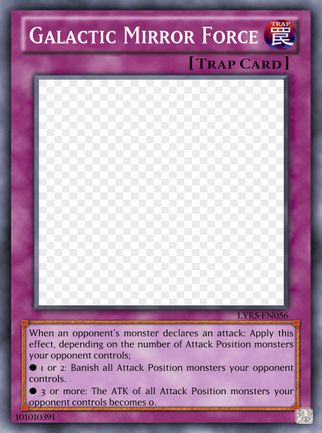 GALACTIC MIRROR FORCE
TRAP
罠
[TRAP CARD]
LYR5-EN056
When an opponent's monster declares an attack: Apply this
effect, depending on the number of Attack Position monsters
your opponent controls;
● 1 or 2: Banish all Attack Position monsters your opponent
controls.
● 3 or more: The ATK of all Attack Position monsters your
opponent controls becomes 0.
101010391